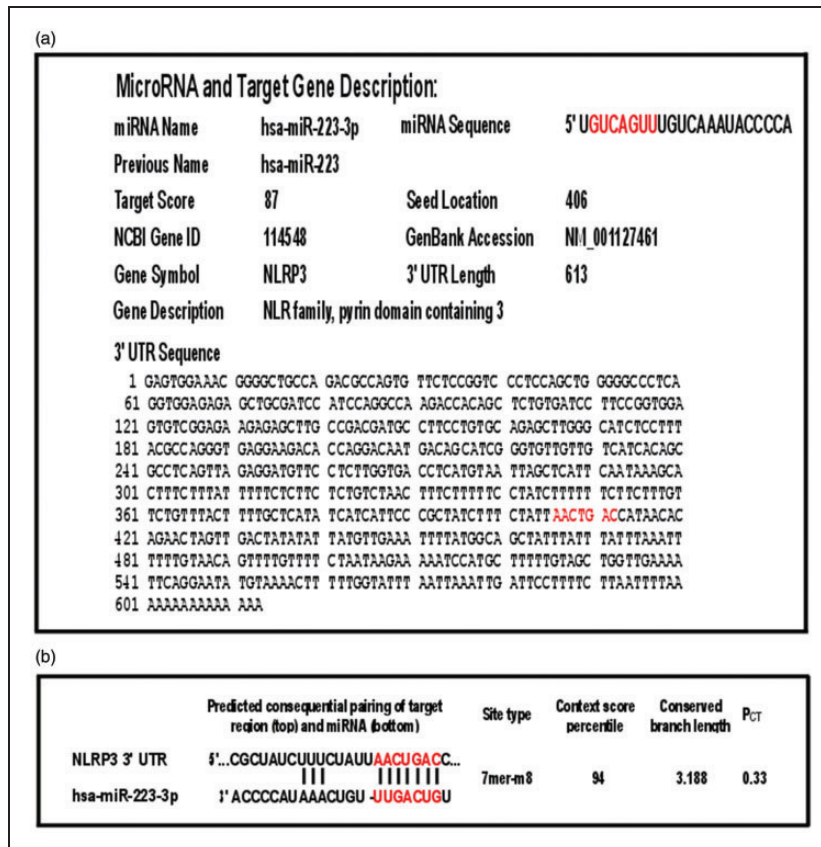 (a)
MicroRNA and Target Gene Description:
miRNA Name hsa-miR-223-3p miRNA Sequence 5' UGUCAGUUUGUCAAAUACCCCA
Previous Name hsa-miR-223
Target Score 87 Seed Location 406
NCBI Gene ID 114548 GenBank Accession NM_001127461
Gene Symbol NLRP3 3' UTR Length 613
Gene Description NLR family, pyrin domain containing 3
3' UTR Sequence
1 GAGTGGAAAC GGGGCTGCCA GACGCCAGTG TTCTCCGGTC CCTCCAGCTG GGGGCCCTCA
61 GGTGGAGAGA GCTGCGATCC ATCCAGGCCA AGACCACAGC TCTGTGATCC TTCCGGTGGA
121 GTGTCGGAGA AGAGAGCTTG CCGACGATGC CTTCCTGTGC AGAGCTTGGG CATCTCCTTT
181 ACGCCAGGGT GAGGAAGACA CCAGGACAAT GACAGCATCG GGTGTTGTTG TCATCACAGC
241 GCCTCAGTTA GAGGATGTTC CTCTTGGTGA CCTCATGTAA TTAGCTCATT CAATAAAGCA
301 CTTTCTTTAT TTTTCTCTTC TCTGTCTAAC TTTCTTTTTC CTATCTTTTT TCTTCTTTGT
361 TCTGTTTACT TTTGCTCATA TCATCATTCC CGCTATCTTT CTATTAACTG ACCATAACAC
421 AGAACTAGTT GACTATATAT TATGTTGAAA TTTTATGGCA GCTATTTATT TATTTAAATT
481 TTTTGTAACA GTTTTGTTTT CTAATAAGAA AAATCCATGC TTTTTGTAGC TGGTTGAAAA
541 TTCAGGAATA TGTAAAACTT TTTGGTATTT AATTAAATTG ATTCCTTTTC TTAATTTTAA
601 AAAAAAAAAA AAA
(b)
Predicted consequential pairing of target region (top) and miRNA (bottom) Site type Context score percentile Conserved branch length PCT
NLRP3 3' UTR 5'...CGCUAUCUUUCUAUUAACUGACC...
7mer-m8 94 3.188 0.33
hsa-miR-223-3p 3' ACCCCAUAAACUGU-UUGACUGU